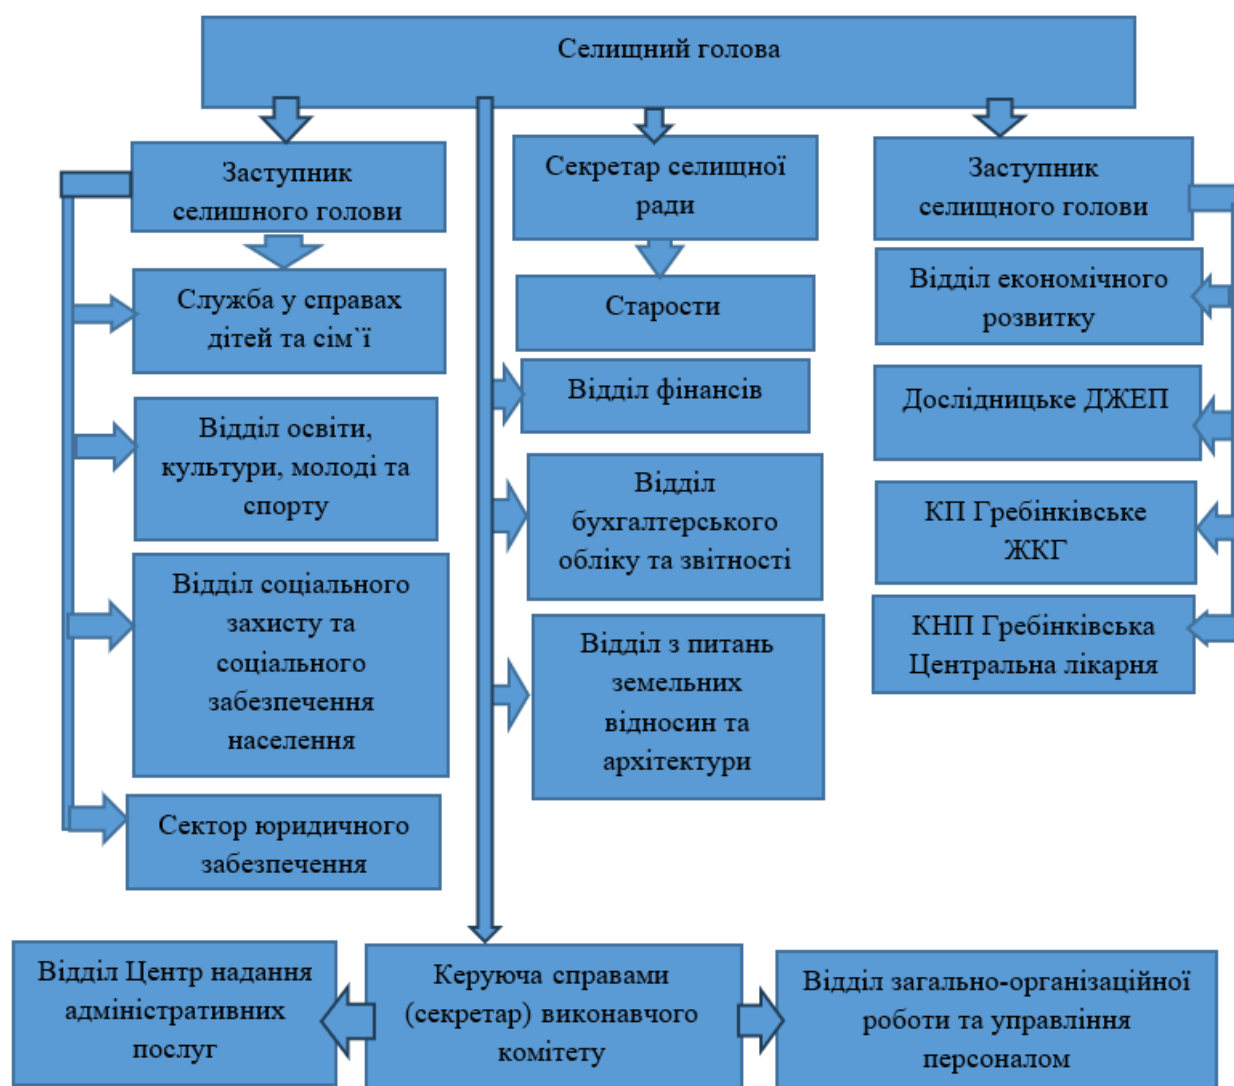 Селищний голова
Заступник
селишного голови
Секретар селищної
ради
Заступник
селищного голови
Служба у справах
дітей та сім`ї
Старости
Відділ економічного
розвитку
Відділ освіти,
культури, молоді та
спорту
Відділ фінансів
Дослідницьке ДЖЕП
Відділ
бухгалтерського
обліку та звітності
КП Гребінківське
ЖКГ
Відділ соціального
захисту та
соціального
забезпечення
населення
Відділ з питань
земельних
відносин та
архітектури
КНП Гребінківська
Центральна лікарня
Сектор юридичного
забезпечення
Відділ Центр надання
адміністративних
послуг
Керуюча справами
(секретар) виконавчого
комітету
Відділ загально-організаційної
роботи та управління
персоналом